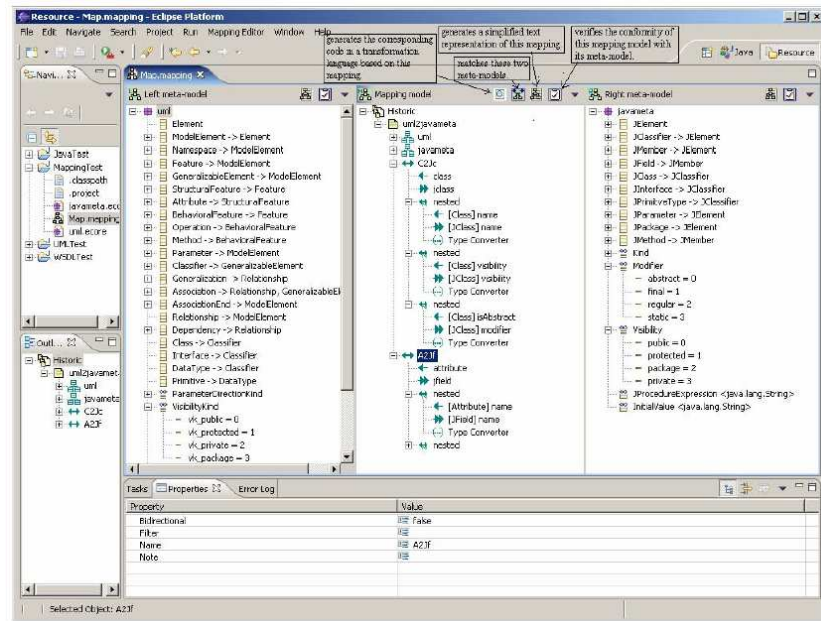 Resource - Map.mapping - Eclipse Platform
File Edit Navigate Search Project Run Mapping Editor Window Help
generates the corresponding
code in a transformation
language based on this
mapping.
generates a simplified text
representation of this mapping
matches these two
meta-models
verifies the conformity of
this mapping model with
its meta-model.
Java
Resource
Navi...
JavaTest
MappingTest
.classpath
.project
javameta.eco
Map.mapping
uml.ecore
UMLTest
WSDLTest
Outl...
Historic
uml2javamet
uml
javameta
C2Jc
A2Jf
Map.mapping
Left meta-model
uml
Element
ModelElement -> Element
Namespace -> ModelElement
Feature -> ModelElement
GeneralizableElement -> ModelElement
StructuralFeature -> Feature
Attribute -> StructuralFeature
BehavioralFeature -> Feature
Operation -> BehavioralFeature
Method -> BehavioralFeature
Parameter -> ModelElement
Classifier -> GeneralizableElement
Generalization -> Relationship
Association -> Relationship, GeneralizableEl
AssociationEnd -> ModelElement
Relationship -> ModelElement
Dependency -> Relationship
Class -> Classifier
Interface -> Classifier
DataType -> Classifier
Primitive -> DataType
ParameterDirectionKind
VisibilityKind
vk_public = 0
vk_protected = 1
vk_private = 2
vk_package = 3
Mapping model
Historic
uml2javameta
uml
javameta
C2Jc
class
jclass
nested
[Class] name
[JClass] name
Type Converter
nested
[Class] visibility
[JClass] visibility
Type Converter
nested
[Class] isAbstract
[JClass] modifier
Type Converter
A2Jf
attribute
jfield
nested
[Attribute] name
[JField] name
Type Converter
nested
Right meta-model
javameta
JElement
JClassifier -> JElement
JMember -> JElement
JField -> JMember
JClass -> JClassifier
JInterface -> JClassifier
JPrimitiveType -> JClassifier
JParameter -> JElement
JPackage -> JElement
JMethod -> JMember
Kind
Modifier
abstract = 0
final = 1
regular = 2
static = 3
Visibility
public = 0
protected = 1
package = 2
private = 3
JProcedureExpression <java.lang.String>
InitialValue <java.lang.String>
Tasks Properties Error Log
Property Value
Bidirectional false
Filter
Name A2Jf
Note
Selected Object: A2Jf